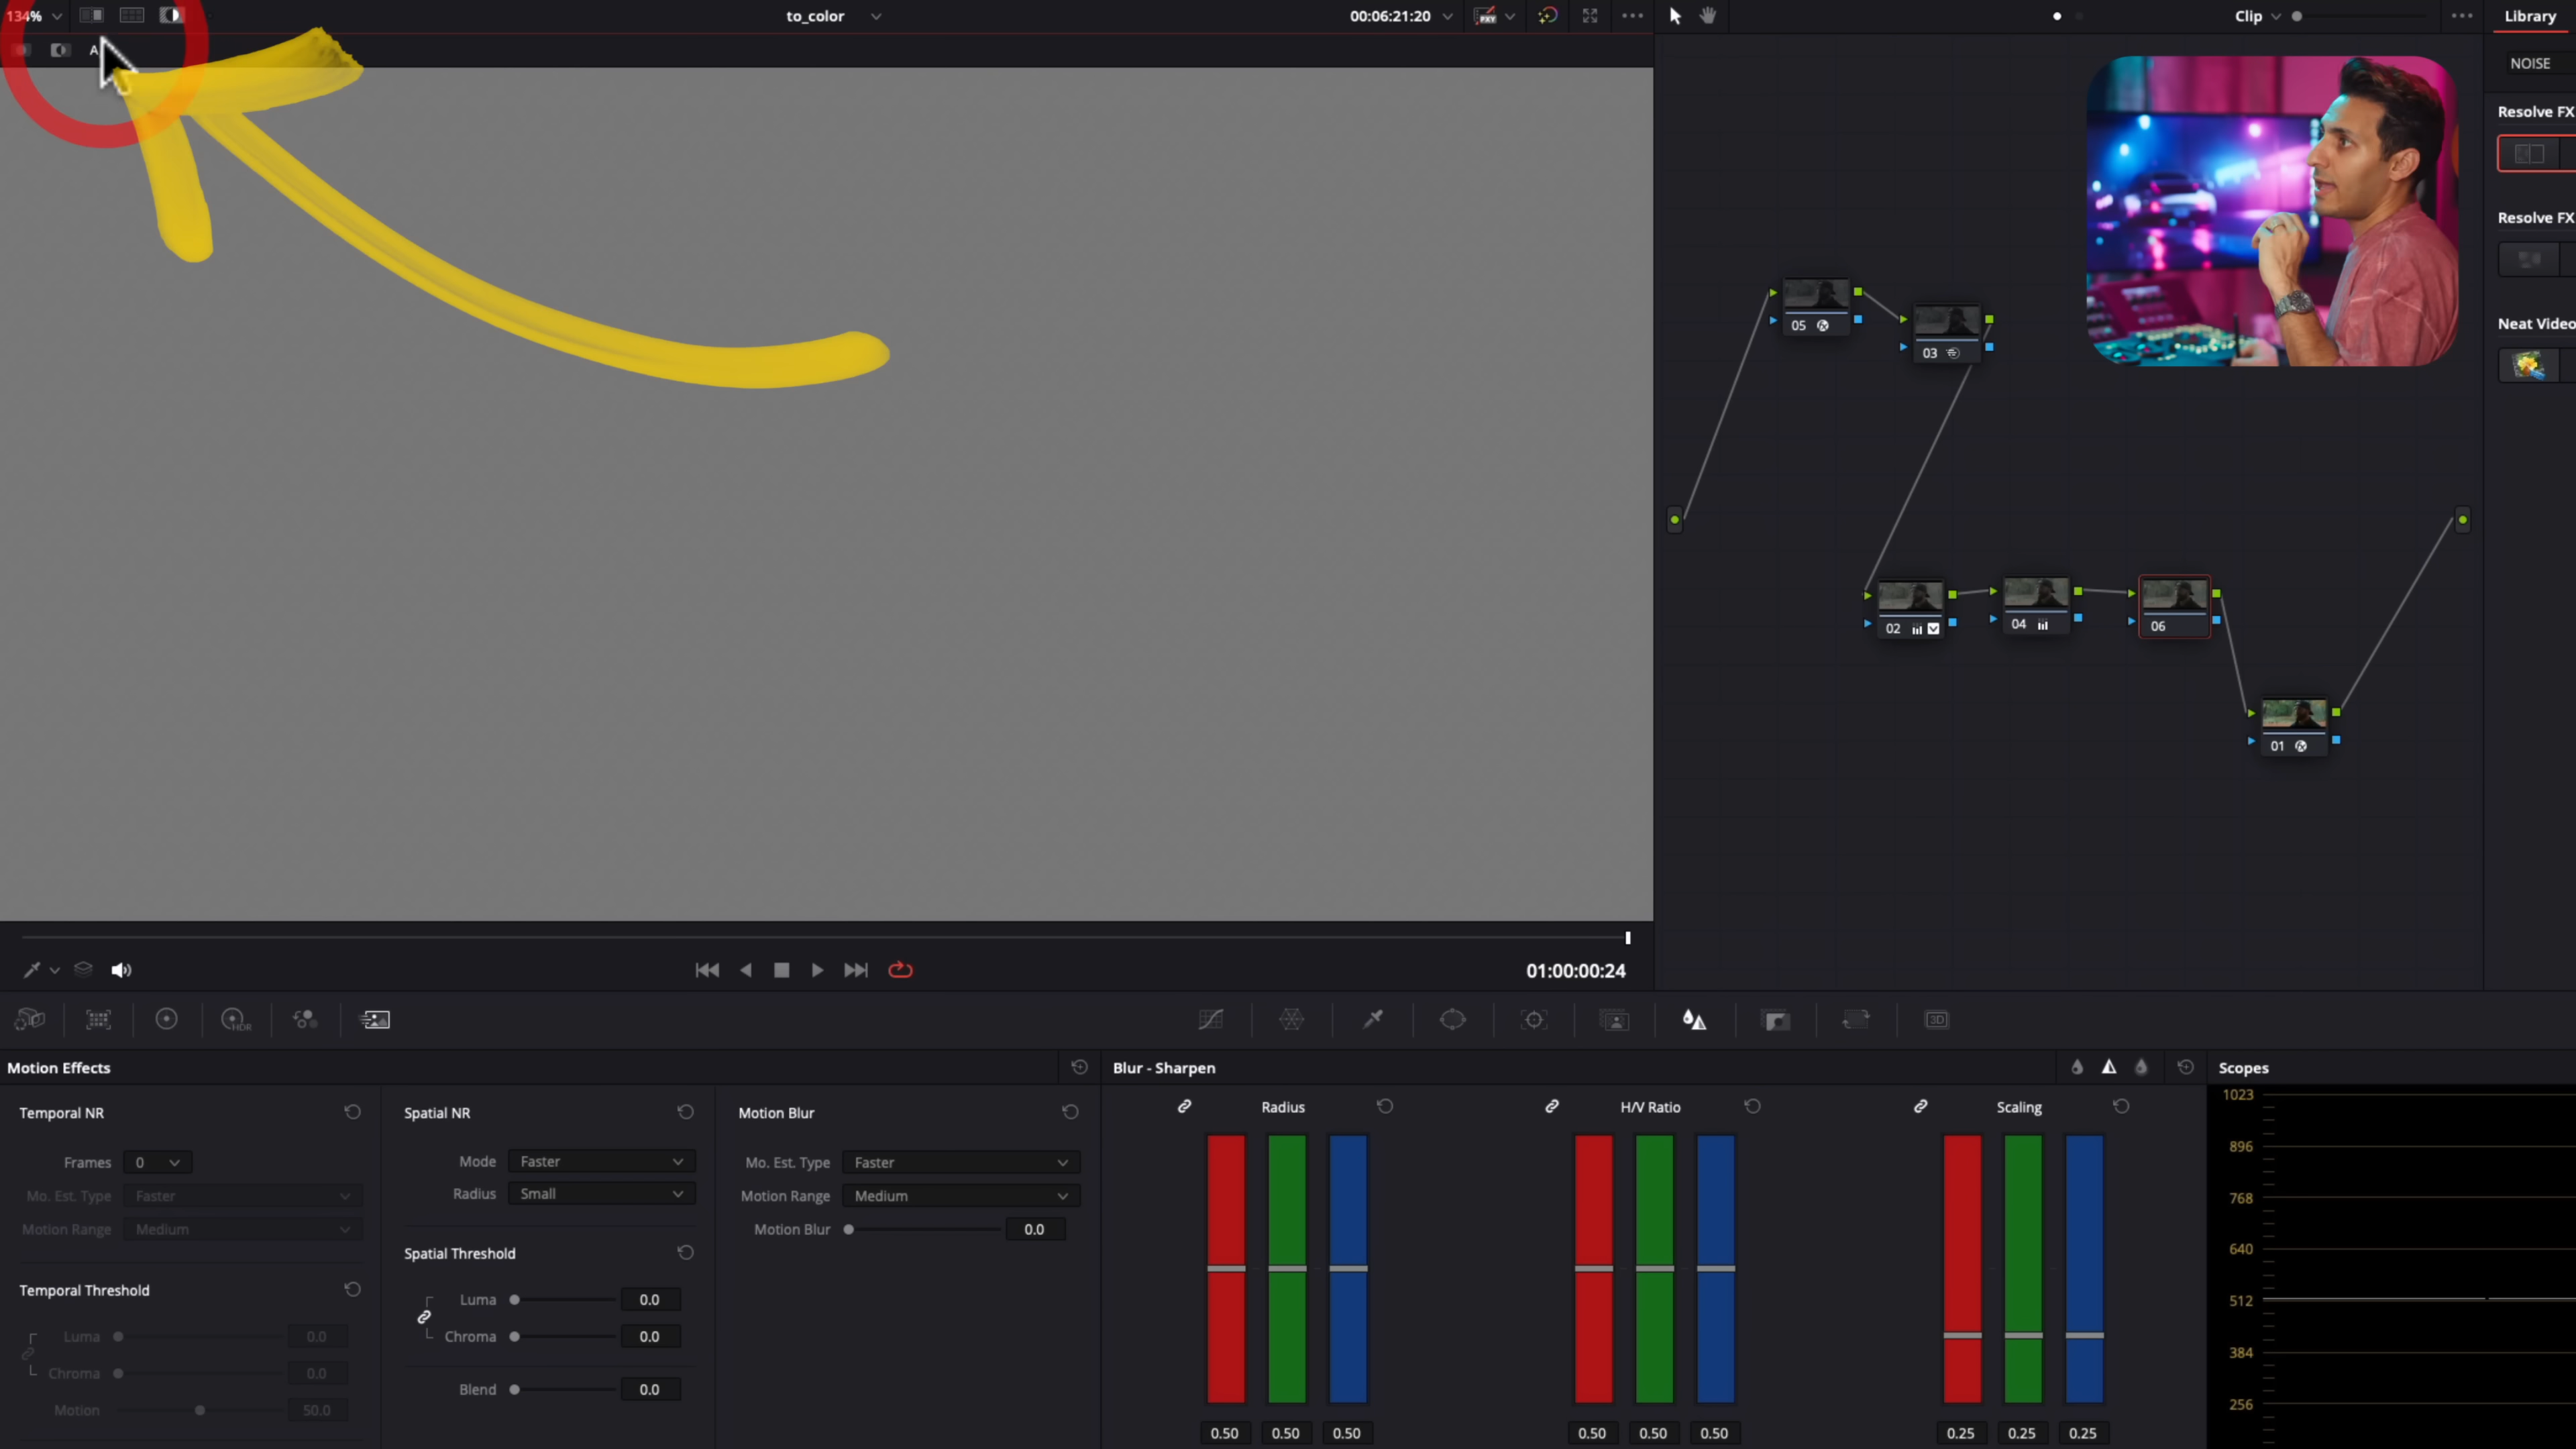 134%
to_color
00:06:21:20
FXY
Clip
Library
A
NOISE
Resolve FX
05
03
Resolve FX
Neat Video
02
04
06
01
01:00:00:24
HDR
3D
Motion Effects
Blur - Sharpen
Scopes
Temporal NR
Spatial NR
Motion Blur
Radius
H/V Ratio
Scaling
1023
Frames 0
Mode Faster
Mo. Est. Type Faster
896
Mo. Est. Type Faster
Radius Small
Motion Range Medium
768
Motion Range Medium
Motion Blur 0.0
640
Spatial Threshold
Temporal Threshold
Luma 0.0
512
Luma 0.0
Chroma 0.0
384
Chroma 0.0
Blend 0.0
Motion 50.0
256
0.50 0.50 0.50
0.50 0.50 0.50
0.25 0.25 0.25